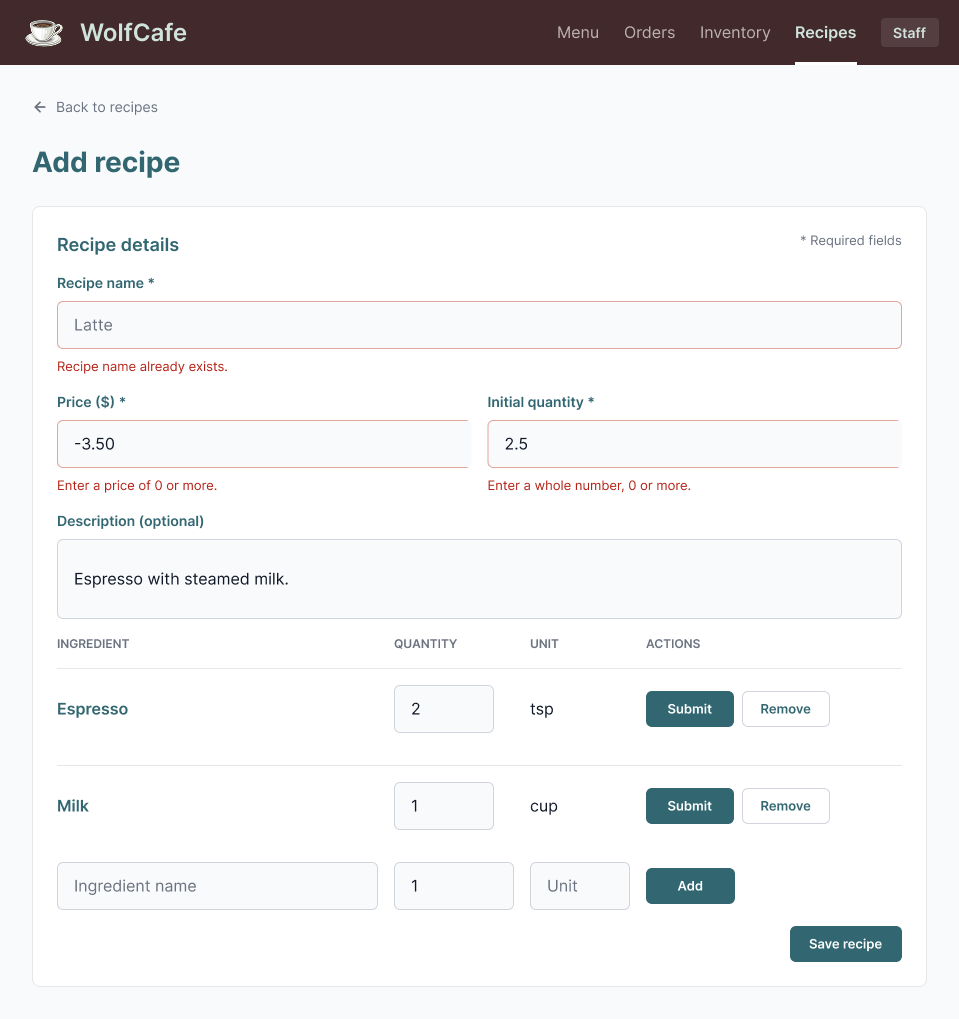 WolfCafe
Menu Orders Inventory Recipes Staff
← Back to recipes
Add recipe
Recipe details
* Required fields
Recipe name *
Latte
Recipe name already exists.
Price ($) * Initial quantity *
-3.50 2.5
Enter a price of 0 or more. Enter a whole number, 0 or more.
Description (optional)
Espresso with steamed milk.
INGREDIENT QUANTITY UNIT ACTIONS
Espresso 2 tsp Submit Remove
Milk 1 cup Submit Remove
Ingredient name 1 Unit Add
Save recipe